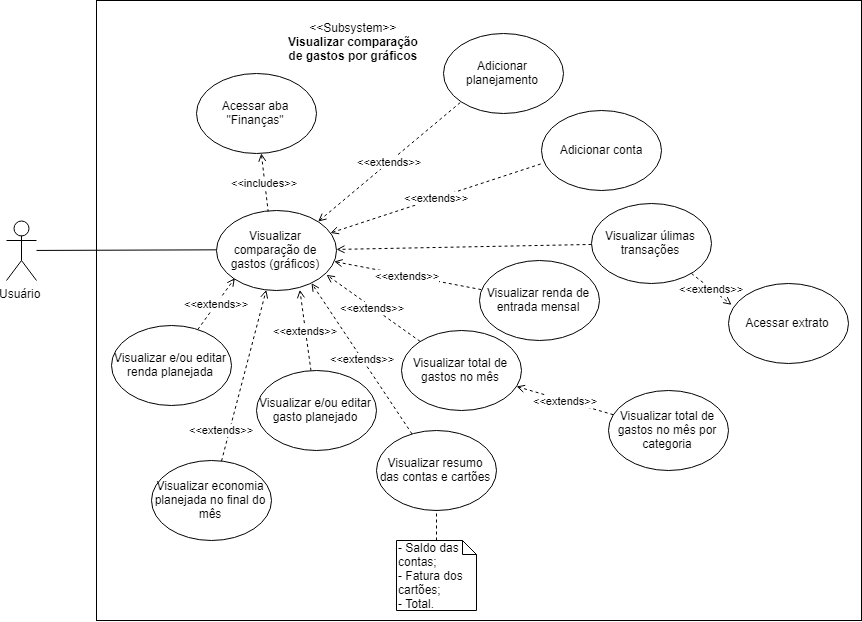 <<Subsystem>>
Visualizar comparação
de gastos por gráficos
Adicionar
planejamento
Acessar aba
"Finanças"
Adicionar conta
<<extends>>
<<includes>>
<<extends>>
Visualizar
comparação de
gastos (gráficos)
Visualizar úlimas
transações
Usuário
<<extends>>
<<extends>>
Visualizar renda de
entrada mensal
<<extends>>
<<extends>>
Acessar extrato
<<extends>>
Visualizar e/ou editar
renda planejada
<<extends>>
Visualizar total de
gastos no mês
Visualizar e/ou editar
gasto planejado
<<extends>>
Visualizar total de
gastos no mês por
categoria
<<extends>>
Visualizar resumo
das contas e cartões
Visualizar economia
planejada no final do
mês
- Saldo das
contas;
- Fatura dos
cartões;
- Total.